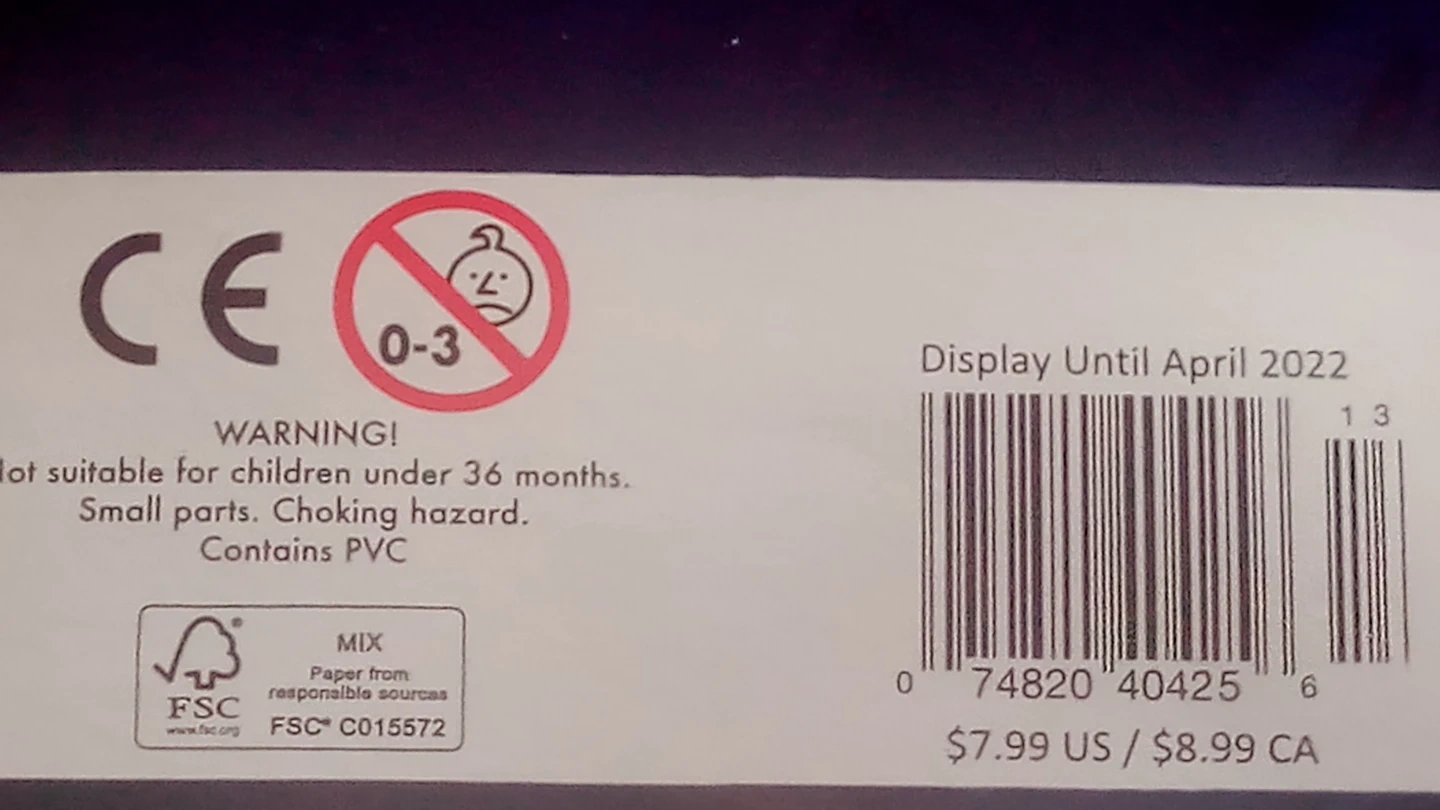 CE
0-3
WARNING!
ot suitable for children under 36 months.
Small parts. Choking hazard.
Contains PVC
®
FSC
www.fsc.org
MIX
Paper from
responsible sources
FSC® C015572
Display Until April 2022
1 3
0 74820 40425 6
$7.99 US / $8.99 CA